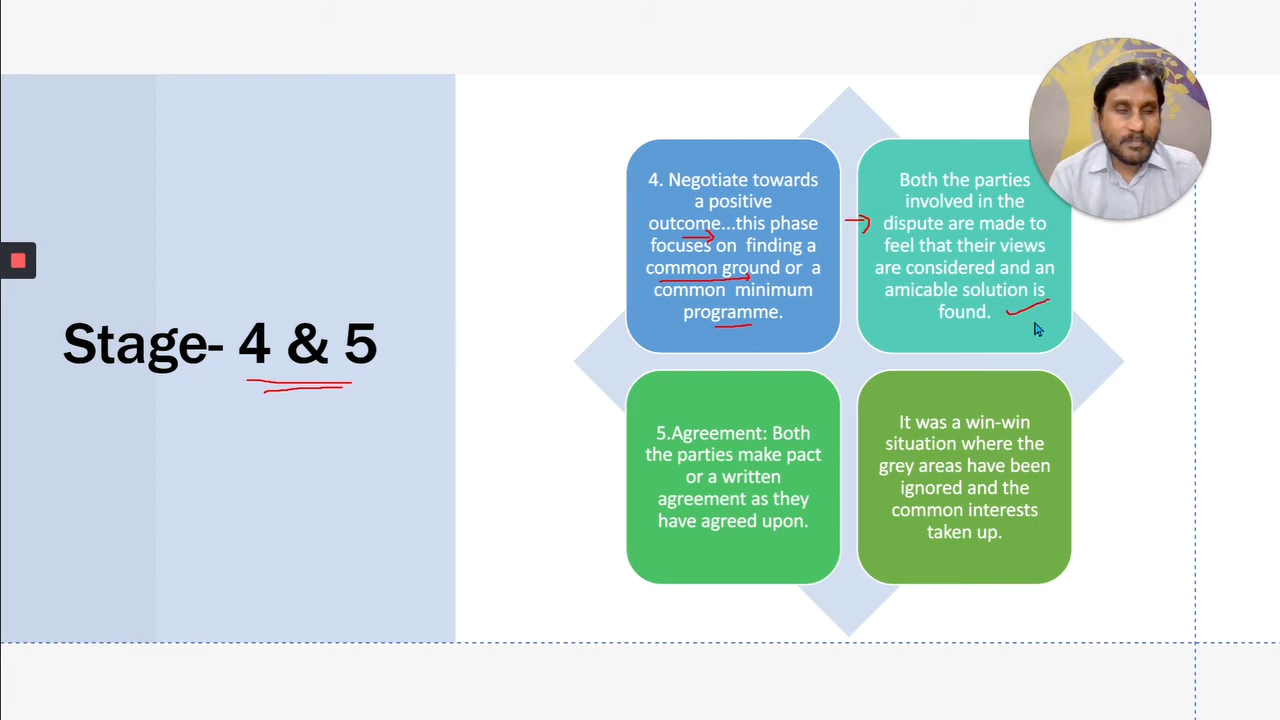 Stage- 4 & 5
4. Negotiate towards
a positive
outcome...this phase
focuses on finding a
common ground or a
common minimum
programme.
Both the parties
involved in the
dispute are made to
feel that their views
are considered and an
amicable solution is
found.
5.Agreement: Both
the parties make pact
or a written
agreement as they
have agreed upon.
It was a win-win
situation where the
grey areas have been
ignored and the
common interests
taken up.